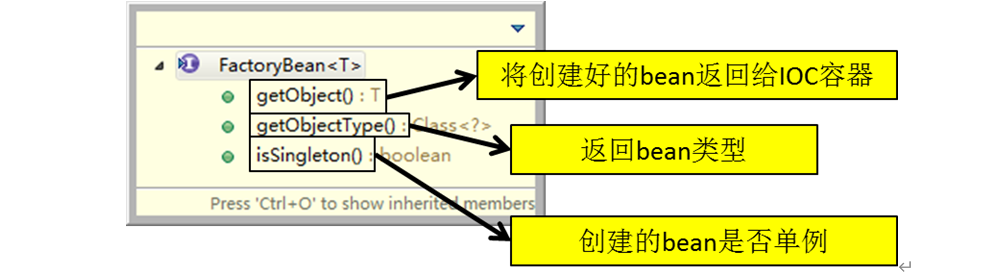 FactoryBean<T>
getObject() : T
getObjectType() : Class<?>
isSingleton() : boolean
Press 'Ctrl+O' to show inherited members
将创建好的bean返回给IOC容器
返回bean类型
创建的bean是否单例